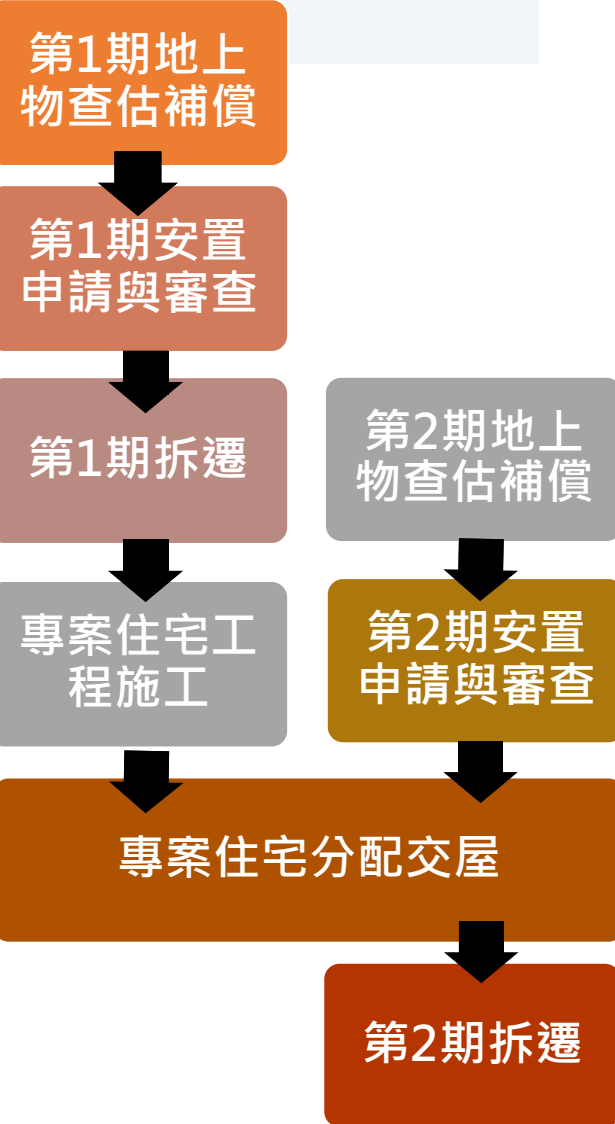 第1期地上
物查估補償
第1期安置
申請與審查
第1期拆遷
第2期地上
物查估補償
專案住宅工
程施工
第2期安置
申請與審查
專案住宅分配交屋
第2期拆遷